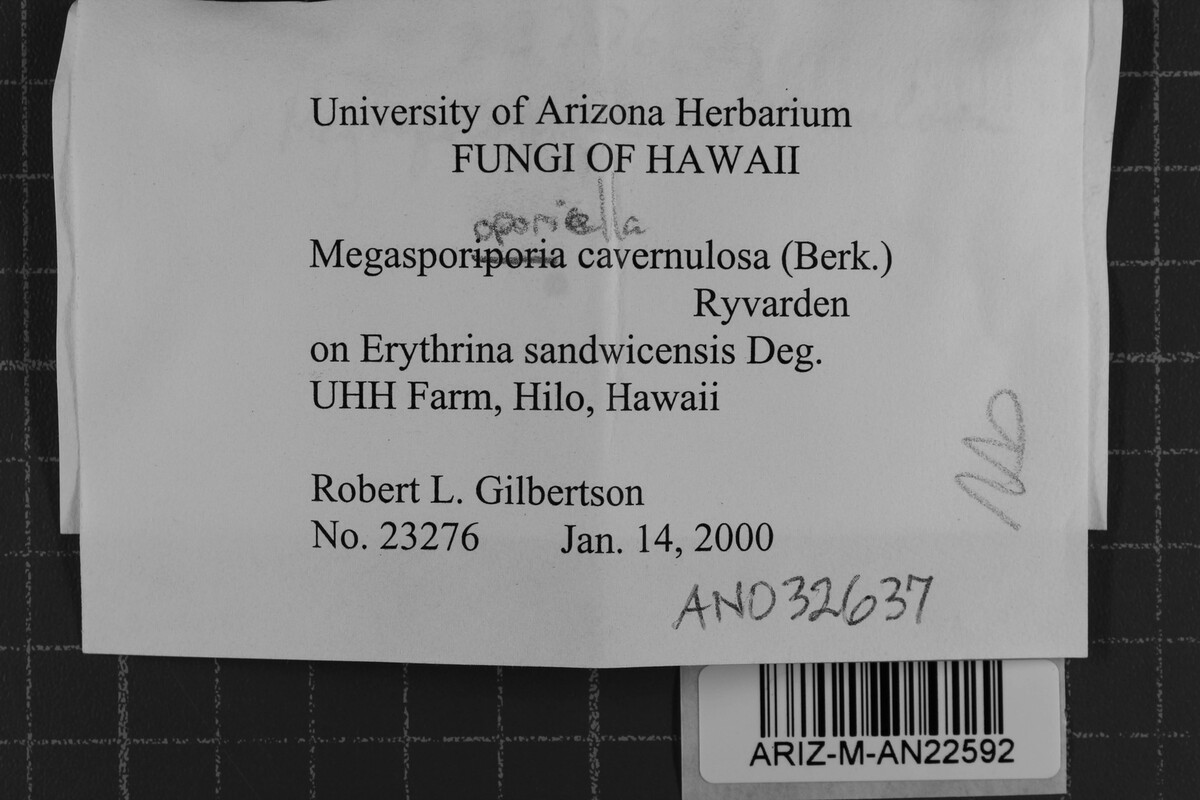 University of Arizona Herbarium
FUNGI OF HAWAII
oporiella
Megasporiporia cavernulosa (Berk.)
Ryvarden
on Erythrina sandwicensis Deg.
UHH Farm, Hilo, Hawaii
Robert L. Gilbertson
No. 23276 Jan. 14, 2000
AN032637
ARIZ-M-AN22592